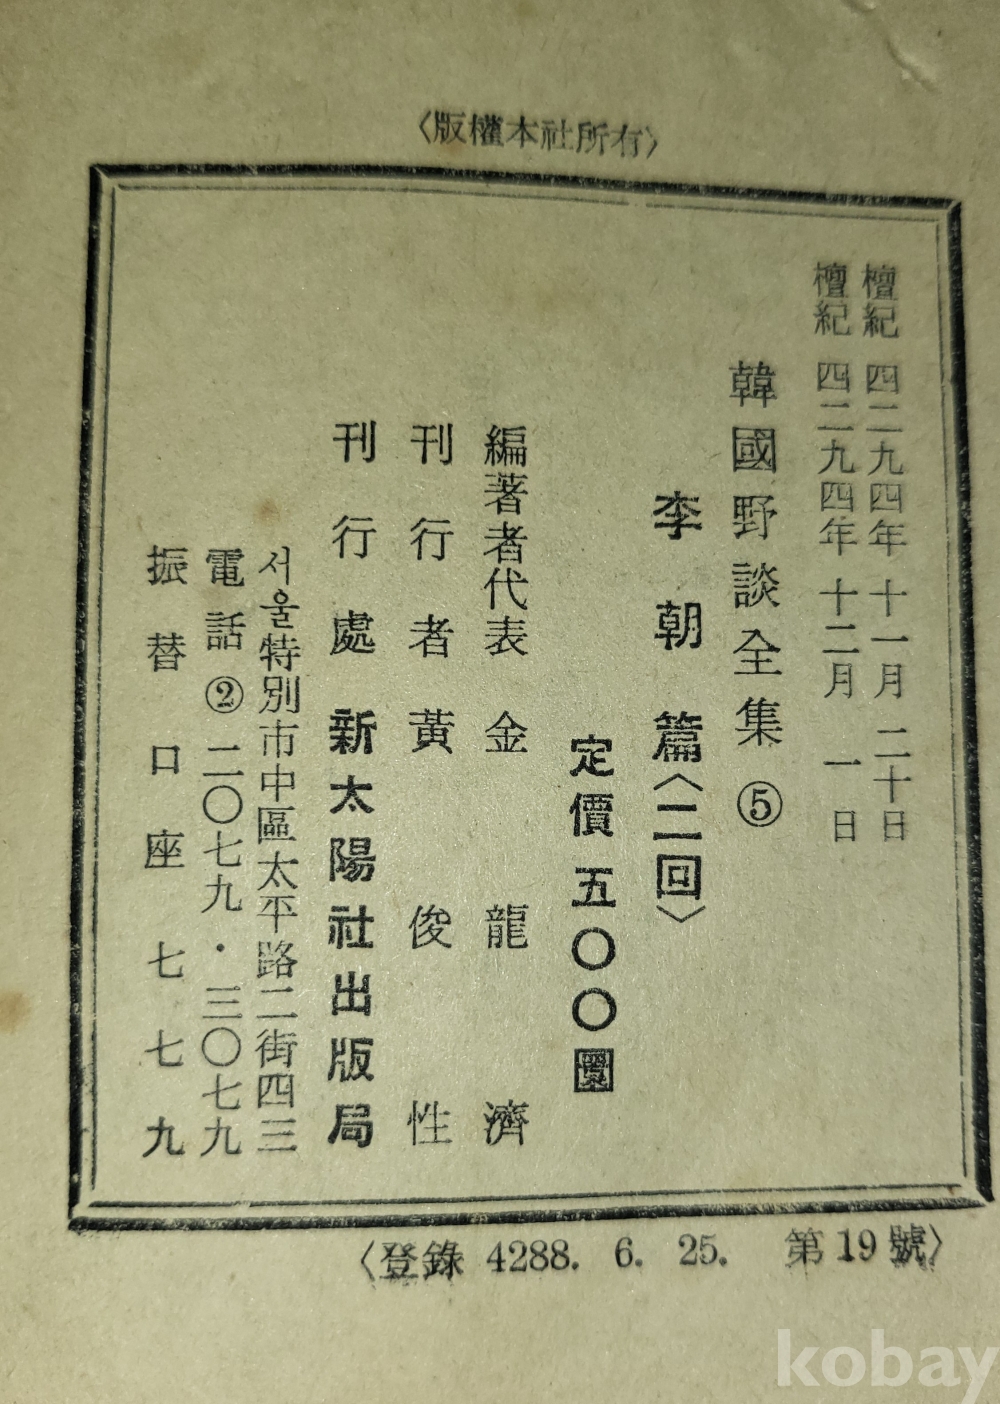 〈版權本社所有〉
檀紀 四二九四年 十一月 二十日
檀紀 四二九四年 十二月 一日
韓國野談全集 ⑤
李朝篇〈二回〉
定價 五〇〇圜
編著者代表 金龍濟
刊行者 黃俊性
刊行處 新太陽社出版局
서울特別市中區太平路二街四三
電話②二〇七九・三〇七九
振替口座 七七九
〈登錄 4288. 6. 25. 第19號〉
kobay